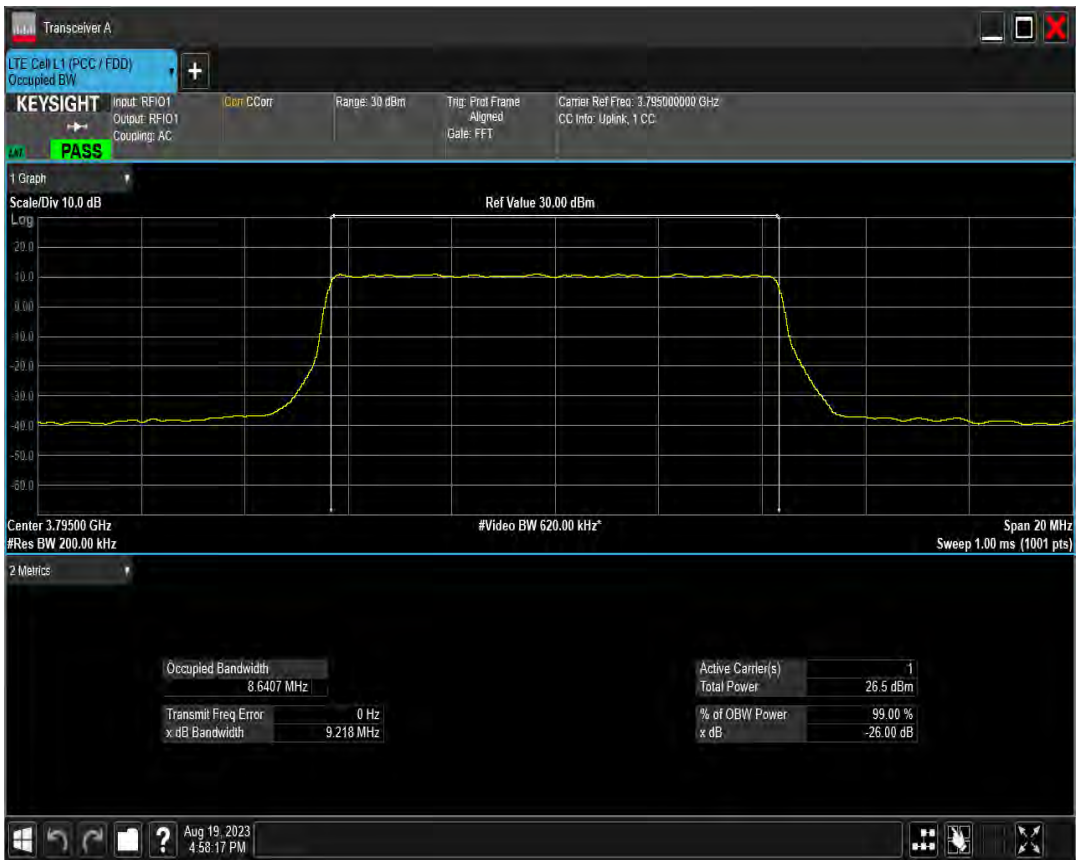 Transceiver A
LTE Cell L1 (PCC / FDD)
Occupied BW
+
KEYSIGHT
PASS
Input: RFIO1
Output: RFIO1
Coupling: AC
Corr CCorr
Range: 30 dBm
Trig: Prot Frame
Aligned
Gate: FFT
Carrier Ref Freq: 3.795000000 GHz
CC Info: Uplink, 1 CC
1 Graph
Scale/Div 10.0 dB
Ref Value 30.00 dBm
Log
20.0
10.0
0.00
-10.0
-20.0
-30.0
-40.0
-50.0
-60.0
Center 3.79500 GHz
#Video BW 620.00 kHz*
Span 20 MHz
#Res BW 200.00 kHz
Sweep 1.00 ms (1001 pts)
2 Metrics
Occupied Bandwidth
8.6407 MHz
Transmit Freq Error 0 Hz
x dB Bandwidth 9.218 MHz
Active Carrier(s) 1
Total Power 26.5 dBm
% of OBW Power 99.00 %
x dB -26.00 dB
?
Aug 19, 2023
4:58:17 PM